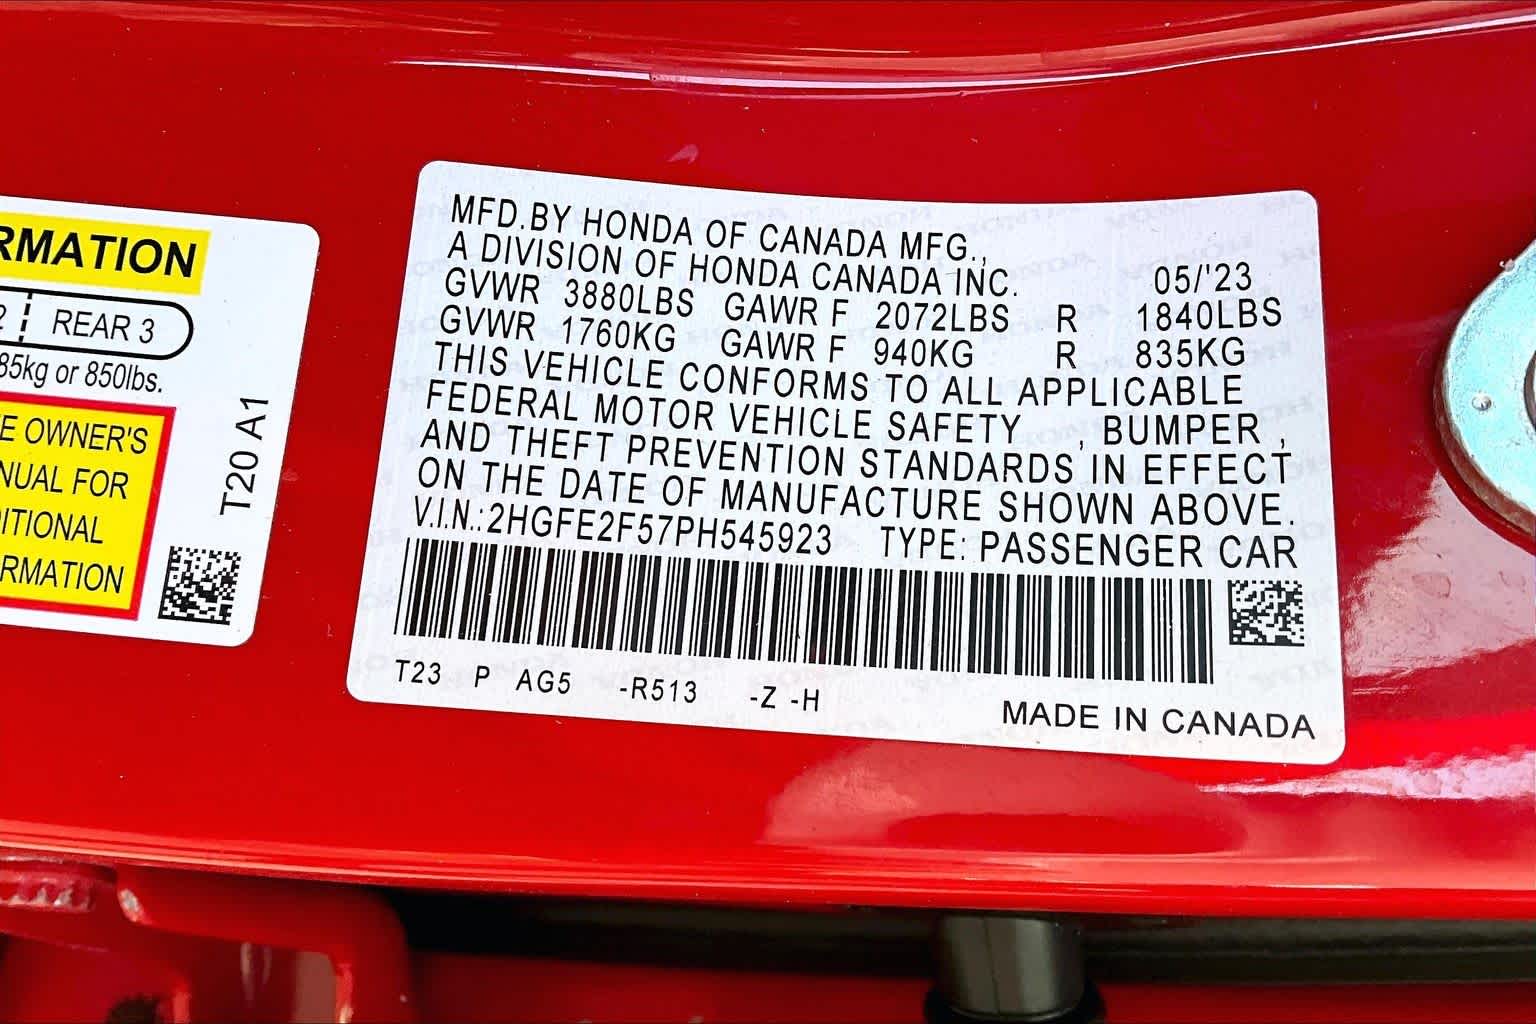 RMATION
2 REAR 3
85kg or 850lbs.
E OWNER'S
NUAL FOR
DITIONAL
RMATION
T20 A1
MFD.BY HONDA OF CANADA MFG.,
A DIVISION OF HONDA CANADA INC. 05/'23
GVWR 3880LBS GAWR F 2072LBS R 1840LBS
GVWR 1760KG GAWR F 940KG R 835KG
THIS VEHICLE CONFORMS TO ALL APPLICABLE
FEDERAL MOTOR VEHICLE SAFETY , BUMPER ,
AND THEFT PREVENTION STANDARDS IN EFFECT
ON THE DATE OF MANUFACTURE SHOWN ABOVE.
V.I.N.:2HGFE2F57PH545923 TYPE: PASSENGER CAR
T23 P AG5 -R513 -Z -H
MADE IN CANADA